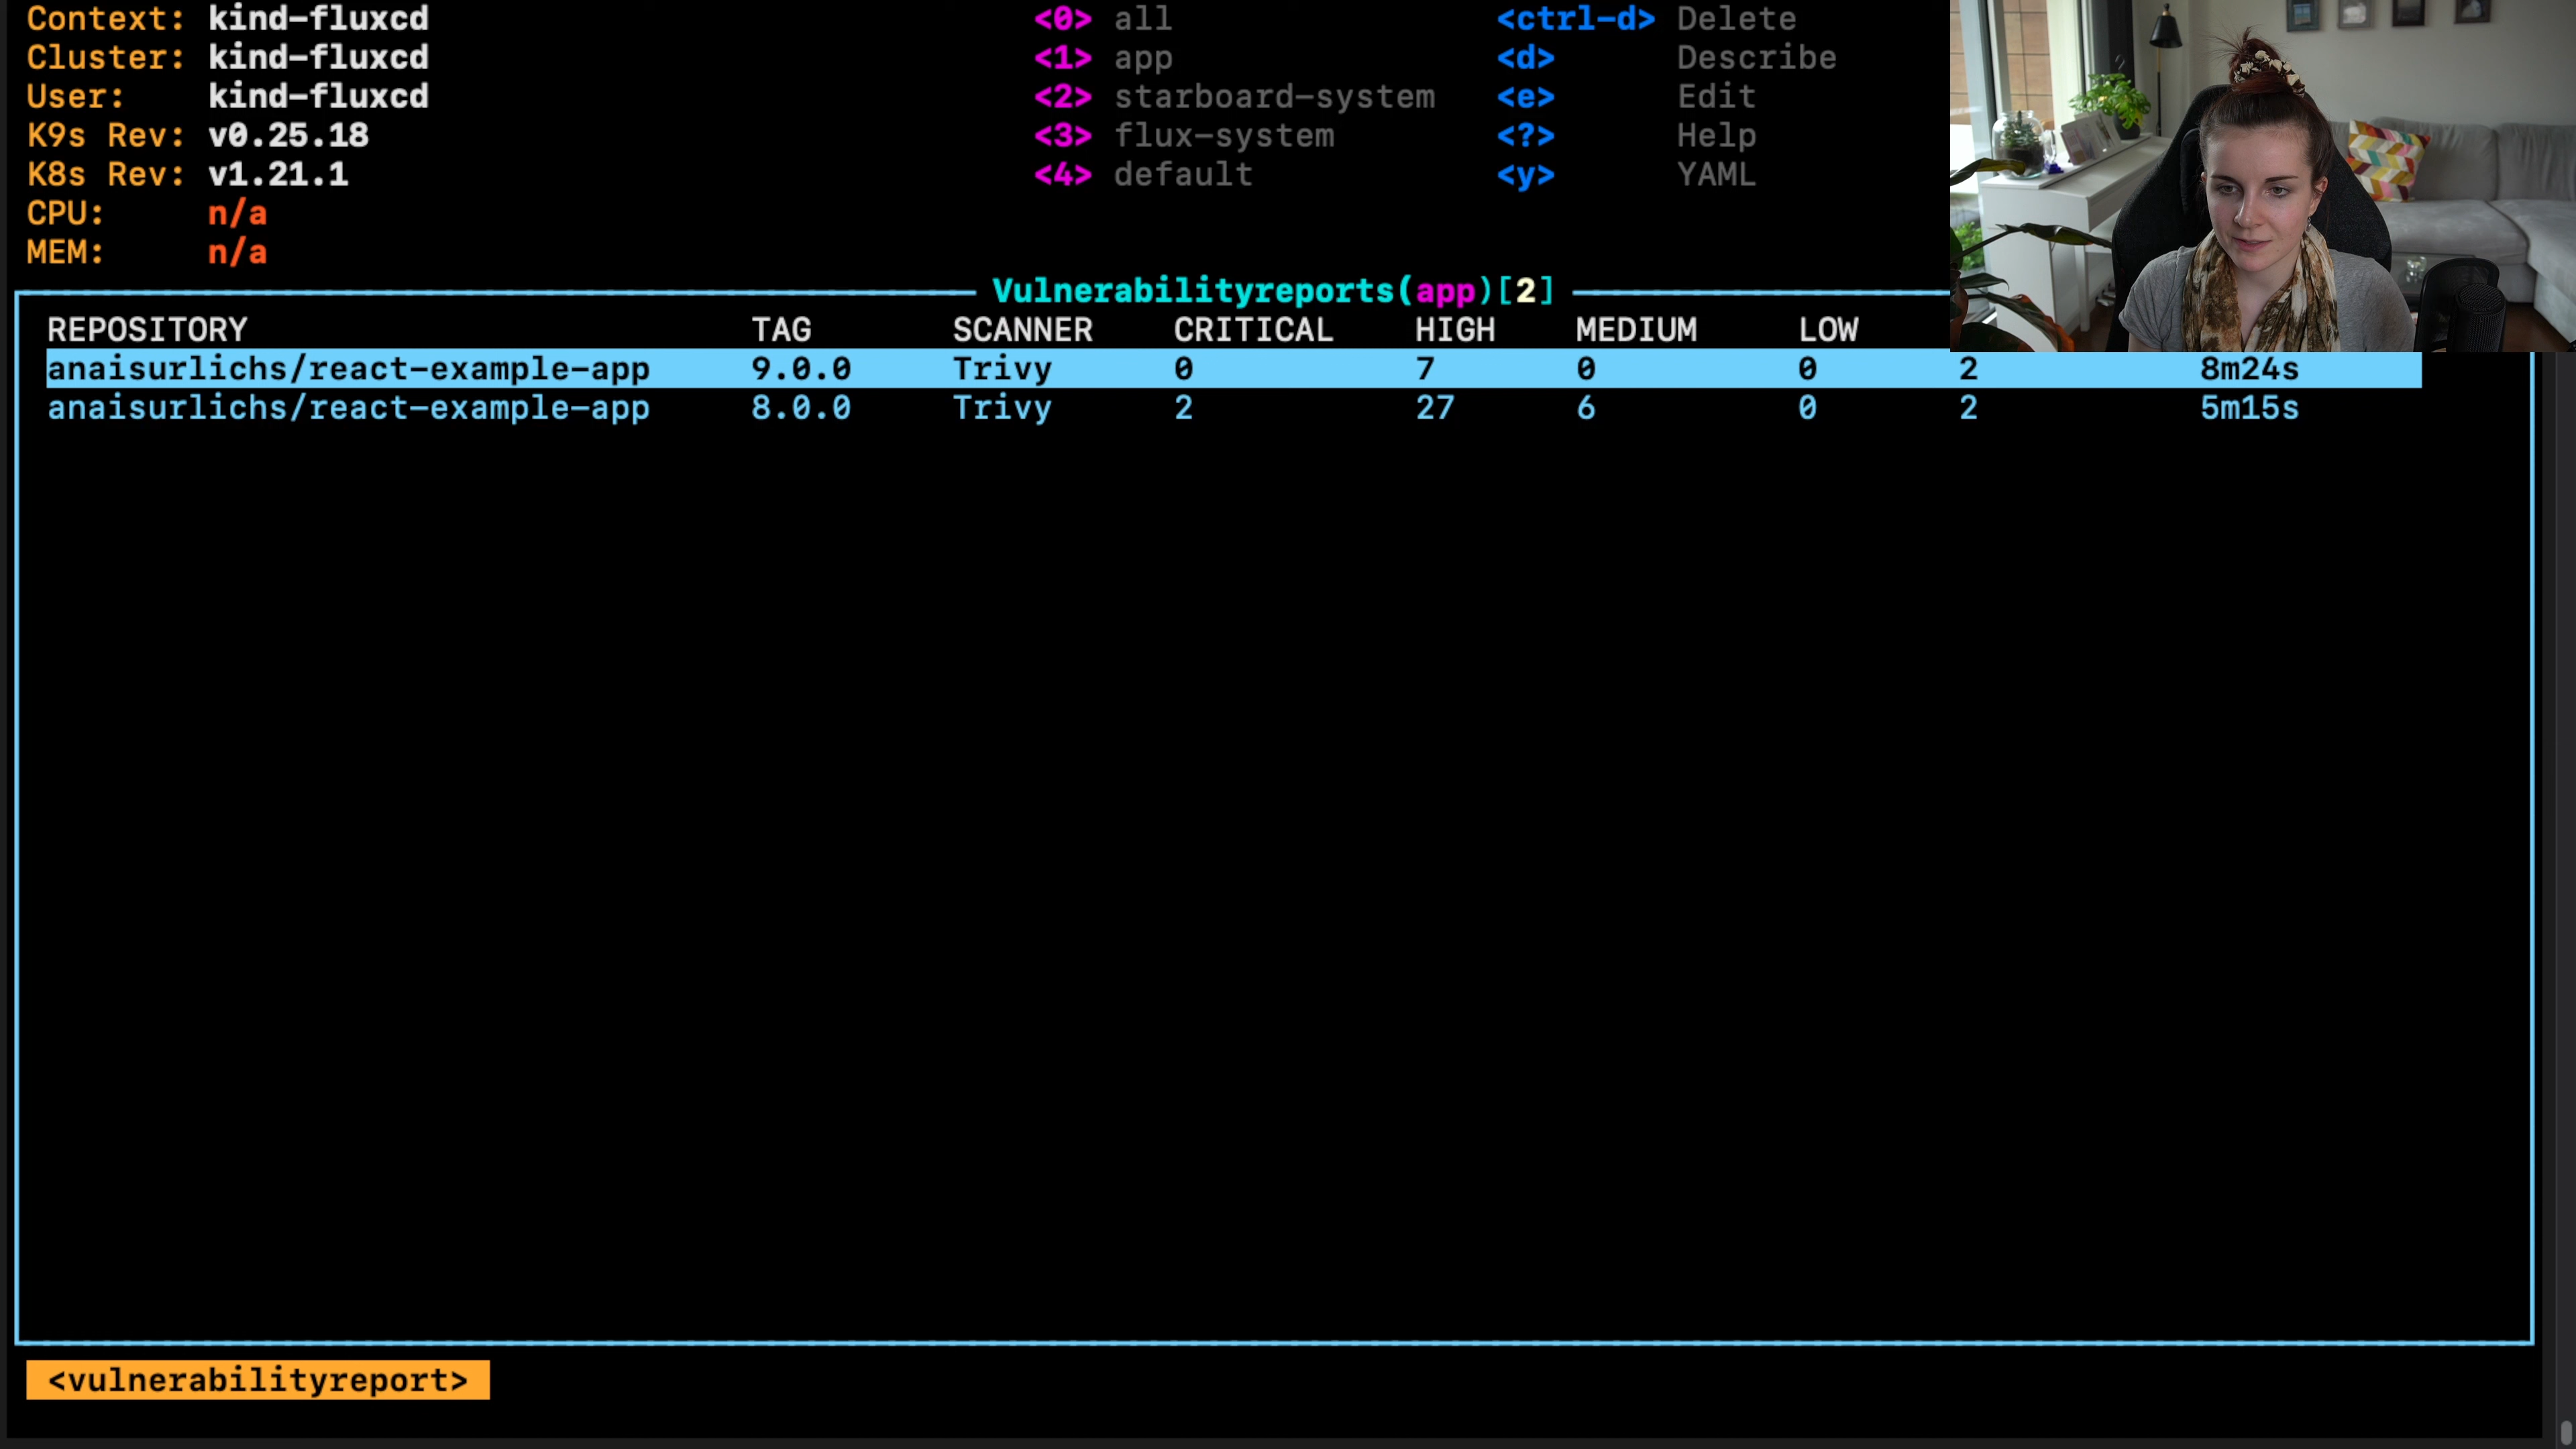 Context: kind-fluxcd <0> all <ctrl-d> Delete
Cluster: kind-fluxcd <1> app <d> Describe
User: kind-fluxcd <2> starboard-system <e> Edit
K9s Rev: v0.25.18 <3> flux-system <?> Help
K8s Rev: v1.21.1 <4> default <y> YAML
CPU: n/a
MEM: n/a
Vulnerabilityreports(app)[2]
REPOSITORY TAG SCANNER CRITICAL HIGH MEDIUM LOW
anaisurlichs/react-example-app 9.0.0 Trivy 0 7 0 0 2 8m24s
anaisurlichs/react-example-app 8.0.0 Trivy 2 27 6 0 2 5m15s
<vulnerabilityreport>